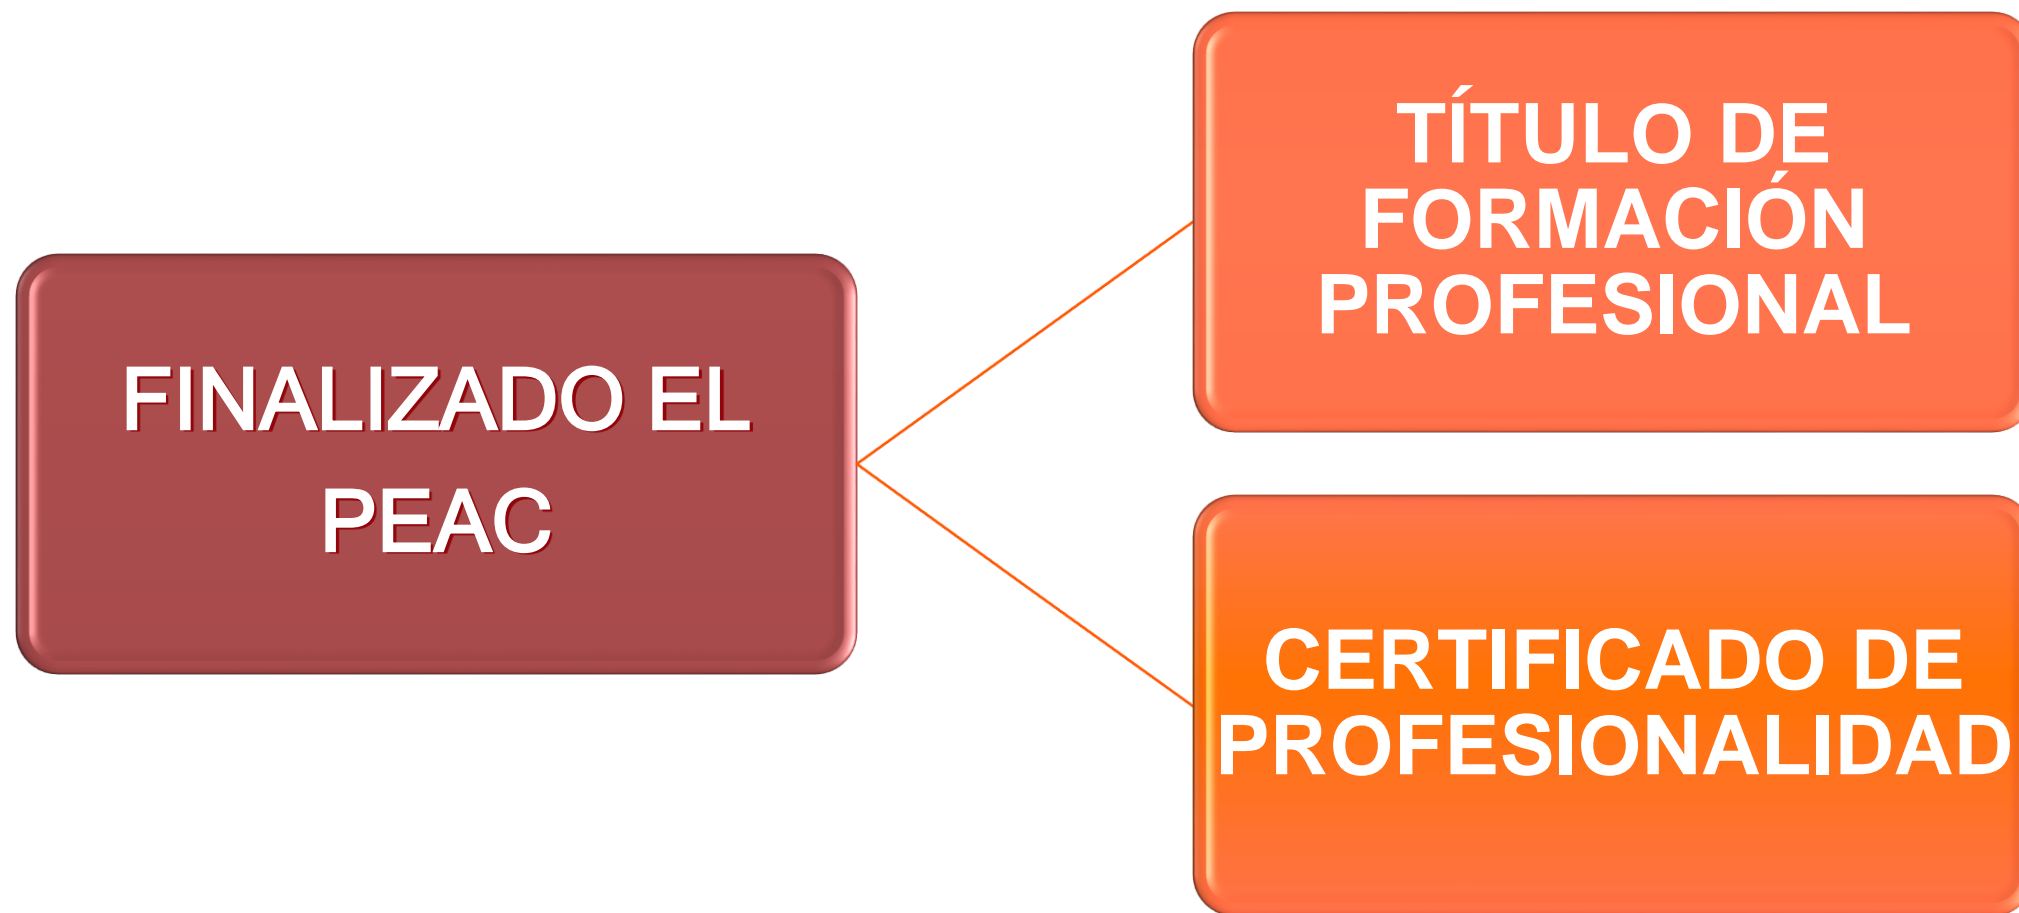 FINALIZADO EL
PEAC
TÍTULO DE
FORMACIÓN
PROFESIONAL
CERTIFICADO DE
PROFESIONALIDAD